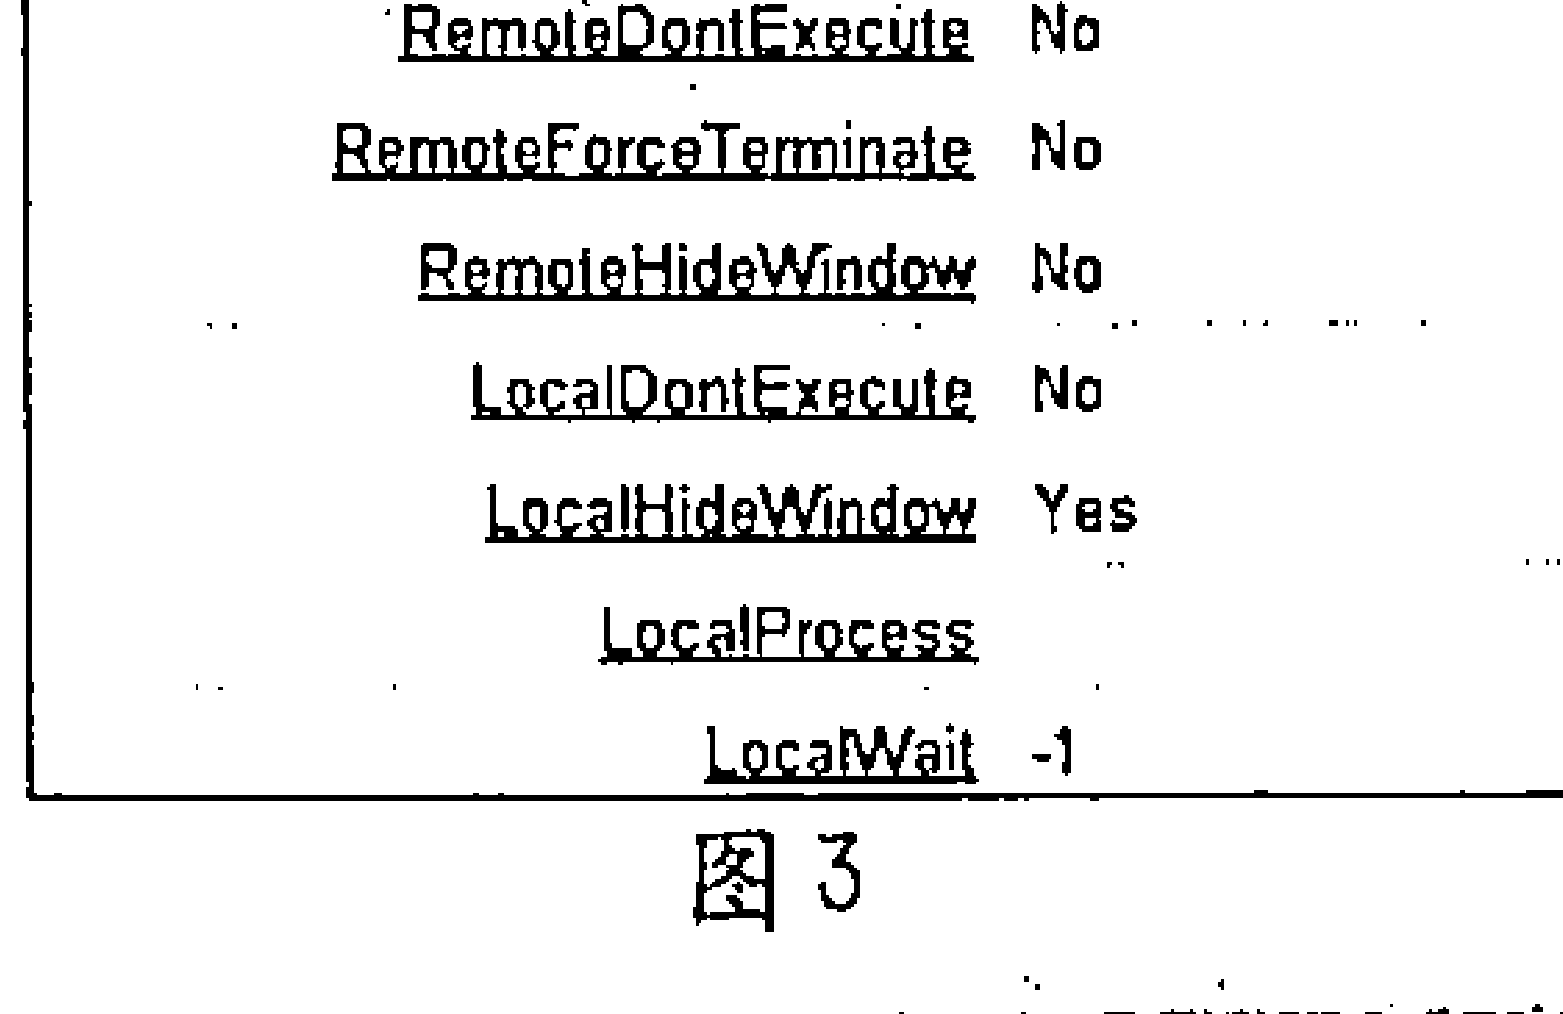 RemoteDontExecute No
RemoteForceTerminate No
RemoteHideWindow No
LocalDontExecute No
LocalHideWindow Yes
LocalProcess
LocalWait -1
图 3